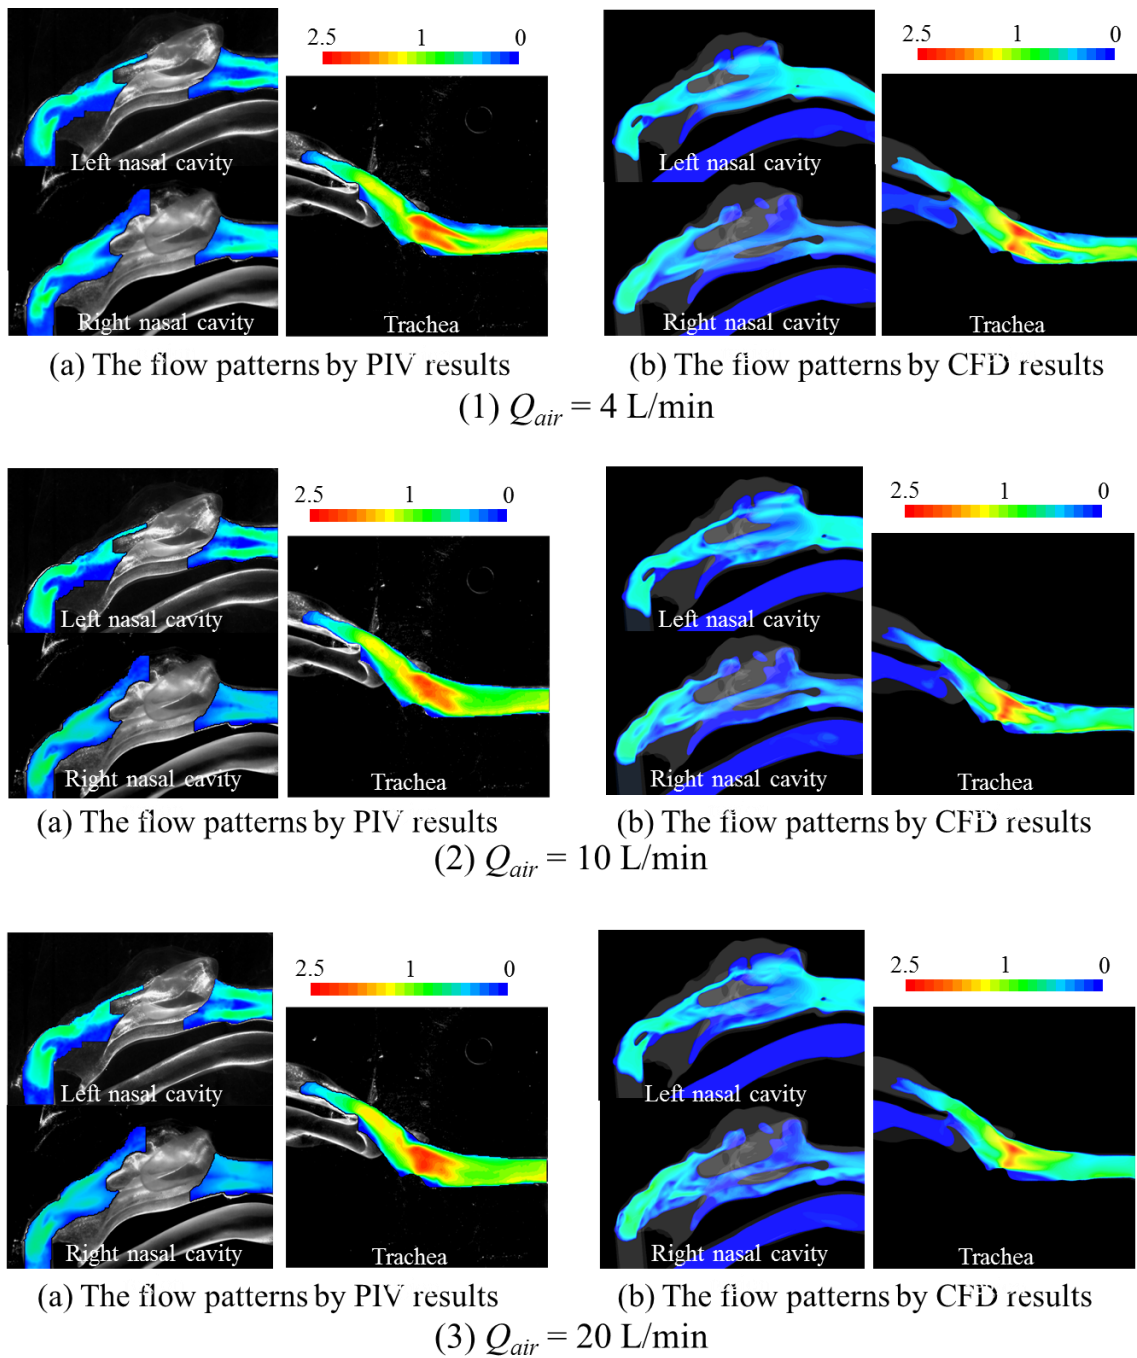 2.5 1 0
2.5 1 0
Left nasal cavity
Left nasal cavity
Right nasal cavity
Trachea
Right nasal cavity
Trachea
(a) The flow patterns by PIV results
(b) The flow patterns by CFD results
(1) Qair = 4 L/min
2.5 1 0
2.5 1 0
Left nasal cavity
Left nasal cavity
Right nasal cavity
Trachea
Right nasal cavity
Trachea
(a) The flow patterns by PIV results
(b) The flow patterns by CFD results
(2) Qair = 10 L/min
2.5 1 0
2.5 1 0
Left nasal cavity
Left nasal cavity
Right nasal cavity
Trachea
Right nasal cavity
Trachea
(a) The flow patterns by PIV results
(b) The flow patterns by CFD results
(3) Qair = 20 L/min